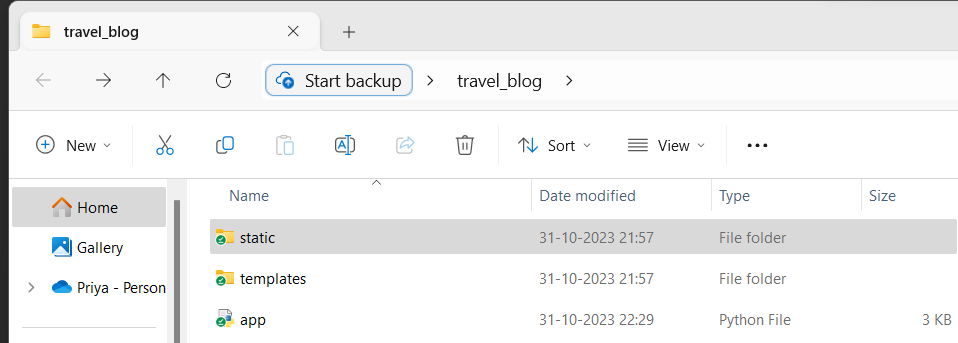 travel_blog
Start backup > travel_blog >
New Sort View
Name Date modified Type Size
Home
Gallery
Priya - Person
static 31-10-2023 21:57 File folder
templates 31-10-2023 21:57 File folder
app 31-10-2023 22:29 Python File 3 KB